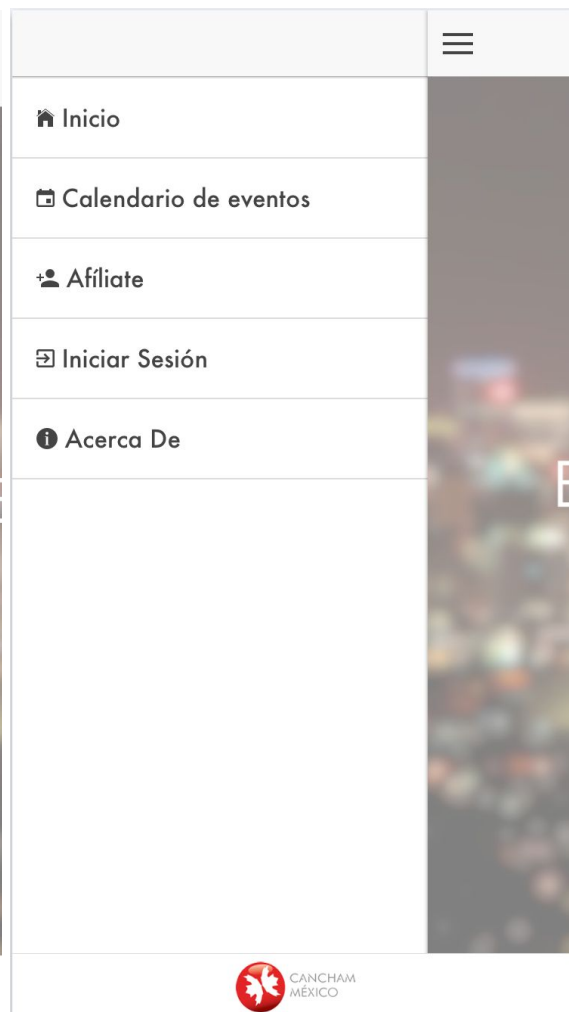 Inicio
Calendario de eventos
Afíliate
Iniciar Sesión
Acerca De
CANCHAM
MÉXICO